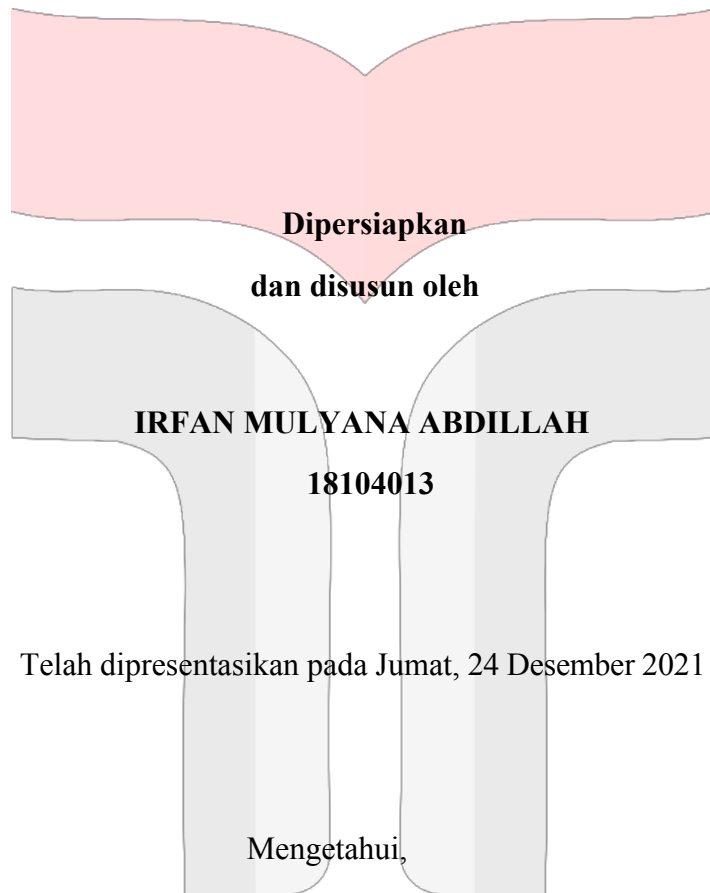 Dipersiapkan
dan disusun oleh
IRFAN MULYANA ABDILLAH
18104013
Telah dipresentasikan pada Jumat, 24 Desember 2021
Mengetahui,